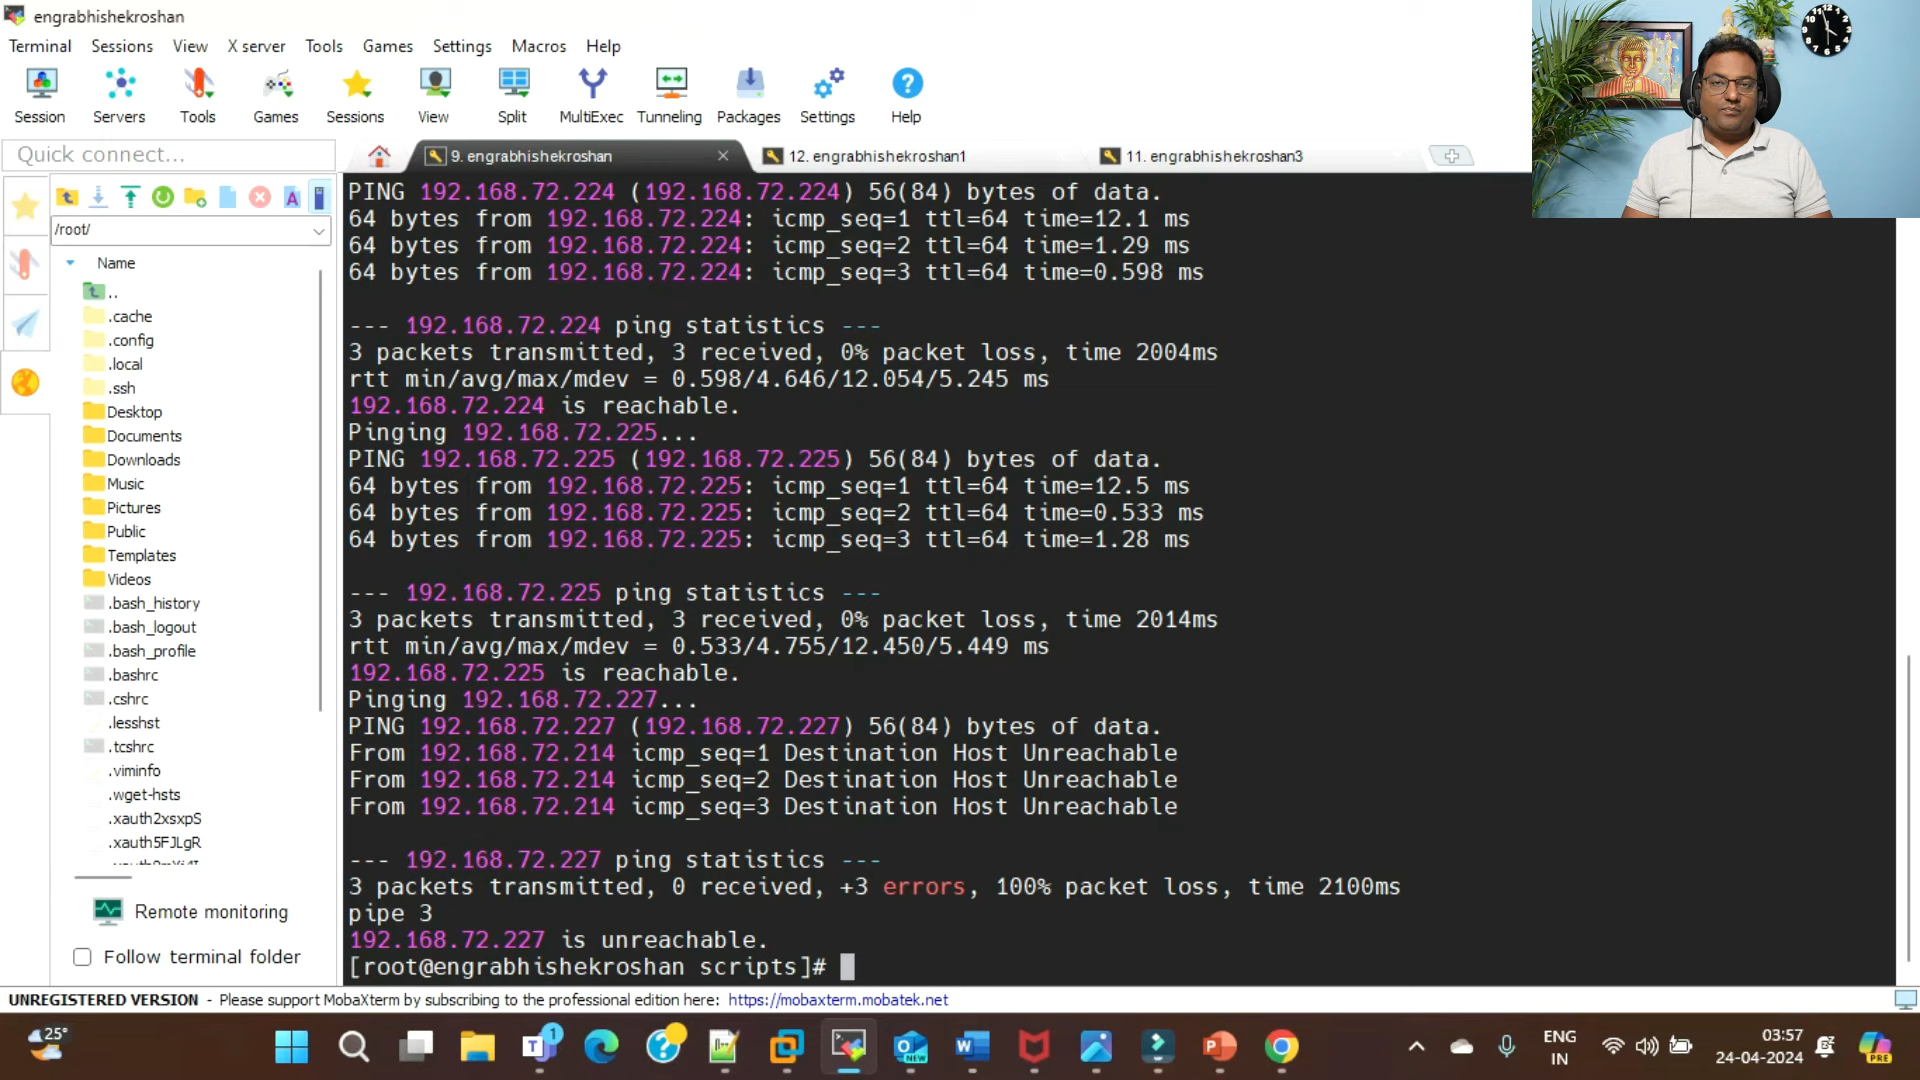 engrabhishekroshan
Terminal Sessions View X server Tools Games Settings Macros Help
Session Servers Tools Games Sessions View Split MultiExec Tunneling Packages Settings Help
Quick connect...
9. engrabhishekroshan
12. engrabhishekroshan1
11. engrabhishekroshan3
/root/
Name
..
.cache
.config
.local
.ssh
Desktop
Documents
Downloads
Music
Pictures
Public
Templates
Videos
.bash_history
.bash_logout
.bash_profile
.bashrc
.cshrc
.lesshst
.tcshrc
.viminfo
.wget-hsts
.xauth2xsxpS
.xauth5FJLgR
Remote monitoring
Follow terminal folder
PING 192.168.72.224 (192.168.72.224) 56(84) bytes of data.
64 bytes from 192.168.72.224: icmp_seq=1 ttl=64 time=12.1 ms
64 bytes from 192.168.72.224: icmp_seq=2 ttl=64 time=1.29 ms
64 bytes from 192.168.72.224: icmp_seq=3 ttl=64 time=0.598 ms
--- 192.168.72.224 ping statistics ---
3 packets transmitted, 3 received, 0% packet loss, time 2004ms
rtt min/avg/max/mdev = 0.598/4.646/12.054/5.245 ms
192.168.72.224 is reachable.
Pinging 192.168.72.225...
PING 192.168.72.225 (192.168.72.225) 56(84) bytes of data.
64 bytes from 192.168.72.225: icmp_seq=1 ttl=64 time=12.5 ms
64 bytes from 192.168.72.225: icmp_seq=2 ttl=64 time=0.533 ms
64 bytes from 192.168.72.225: icmp_seq=3 ttl=64 time=1.28 ms
--- 192.168.72.225 ping statistics ---
3 packets transmitted, 3 received, 0% packet loss, time 2014ms
rtt min/avg/max/mdev = 0.533/4.755/12.450/5.449 ms
192.168.72.225 is reachable.
Pinging 192.168.72.227...
PING 192.168.72.227 (192.168.72.227) 56(84) bytes of data.
From 192.168.72.214 icmp_seq=1 Destination Host Unreachable
From 192.168.72.214 icmp_seq=2 Destination Host Unreachable
From 192.168.72.214 icmp_seq=3 Destination Host Unreachable
--- 192.168.72.227 ping statistics ---
3 packets transmitted, 0 received, +3 errors, 100% packet loss, time 2100ms
pipe 3
192.168.72.227 is unreachable.
[root@engrabhishekroshan scripts]#
UNREGISTERED VERSION - Please support MobaXterm by subscribing to the professional edition here: https://mobaxterm.mobatek.net
25°
ENG
IN
03:57
24-04-2024